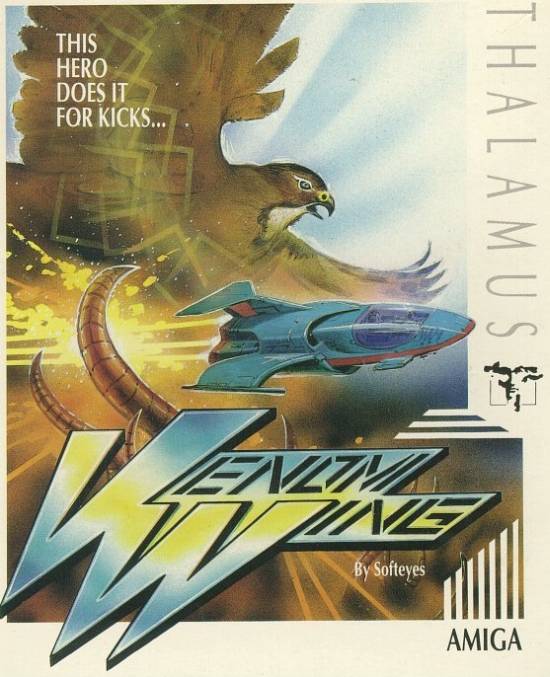 THIS
HERO
DOES IT
FOR KICKS...
THALAMUS
VENOM
WING
By Softeyes
AMIGA